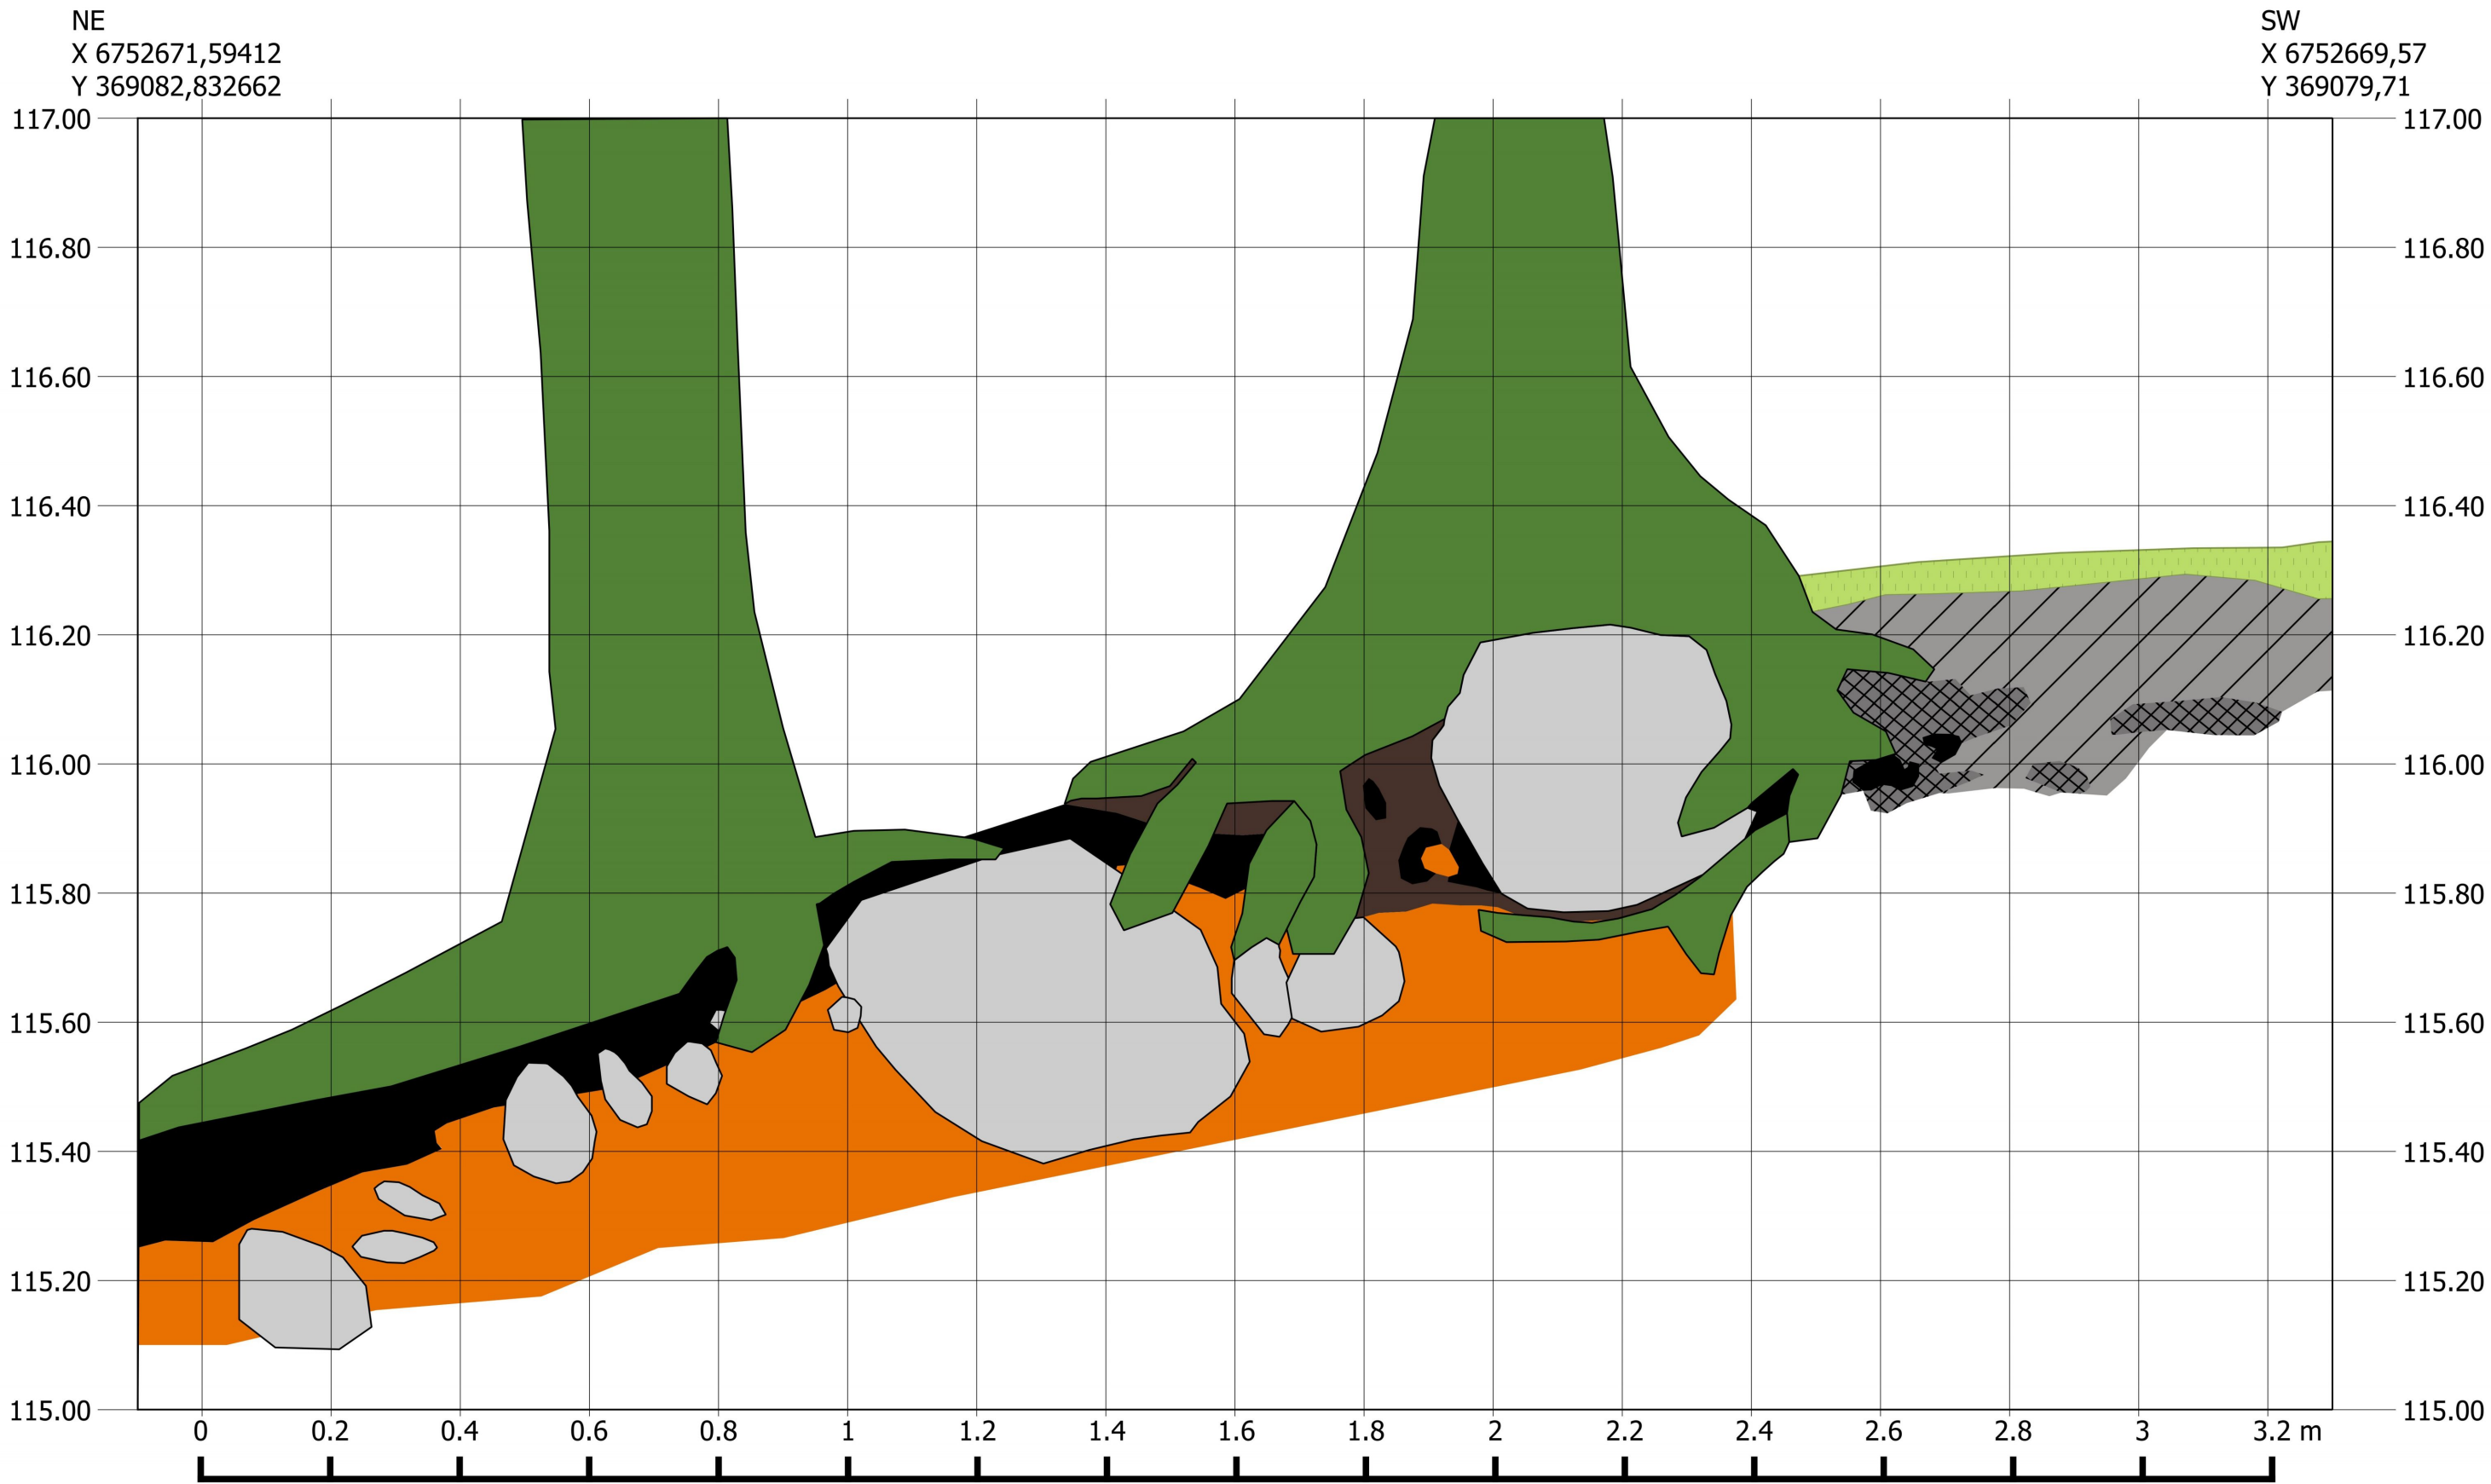 NE
X 6752671,59412
Y 369082,832662
SW
X 6752669,57
Y 369079,71
117.00 117.00
116.80 116.80
116.60 116.60
116.40 116.40
116.20 116.20
116.00 116.00
115.80 115.80
115.60 115.60
115.40 115.40
115.20 115.20
115.00 115.00
0 0.2 0.4 0.6 0.8 1 1.2 1.4 1.6 1.8 2 2.2 2.4 2.6 2.8 3 3.2 m